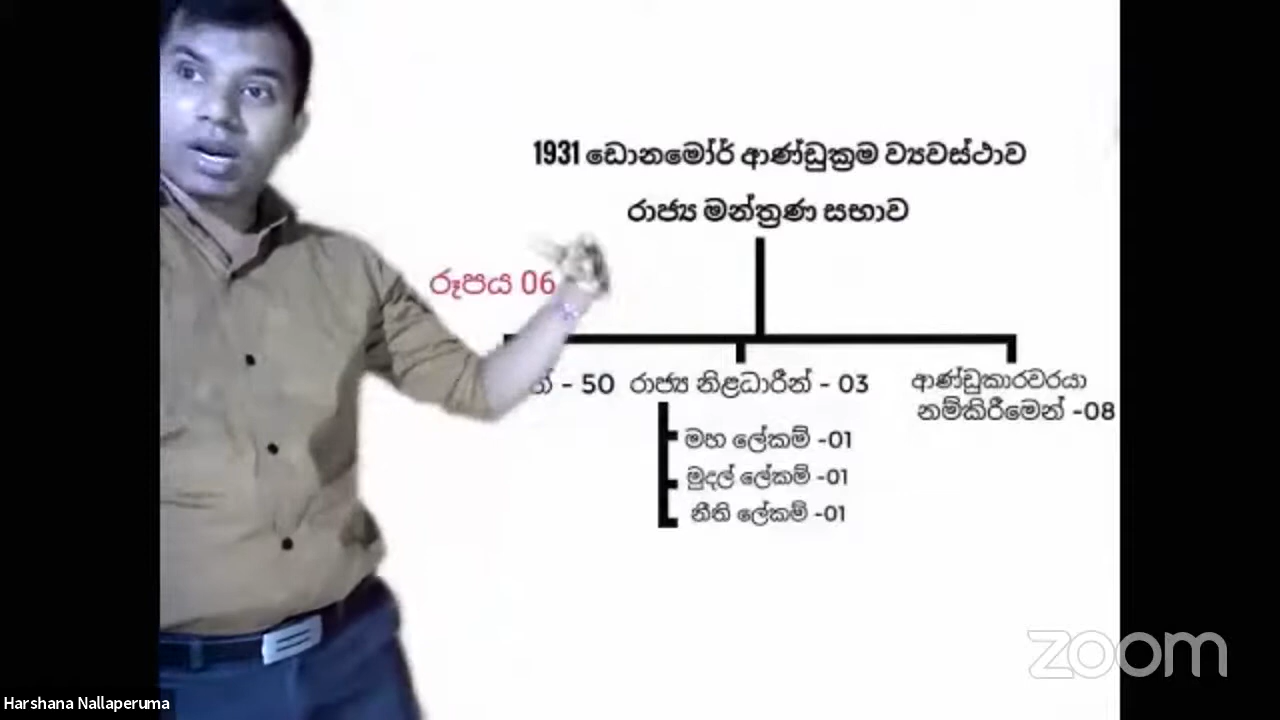 1931 ඩොනමෝර් ආණ්ඩුක්‍රම ව්‍යවස්ථාව
රාජ්‍ය මන්ත්‍රණ සභාව
රූපය 06
- 50 රාජ්‍ය නිළධාරීන් - 03 ආණ්ඩුකාරවරයා
නම්කිරීමෙන් -08
මහ ලේකම් -01
මුදල් ලේකම් -01
නීති ලේකම් -01
zoom
Harshana Nallaperuma